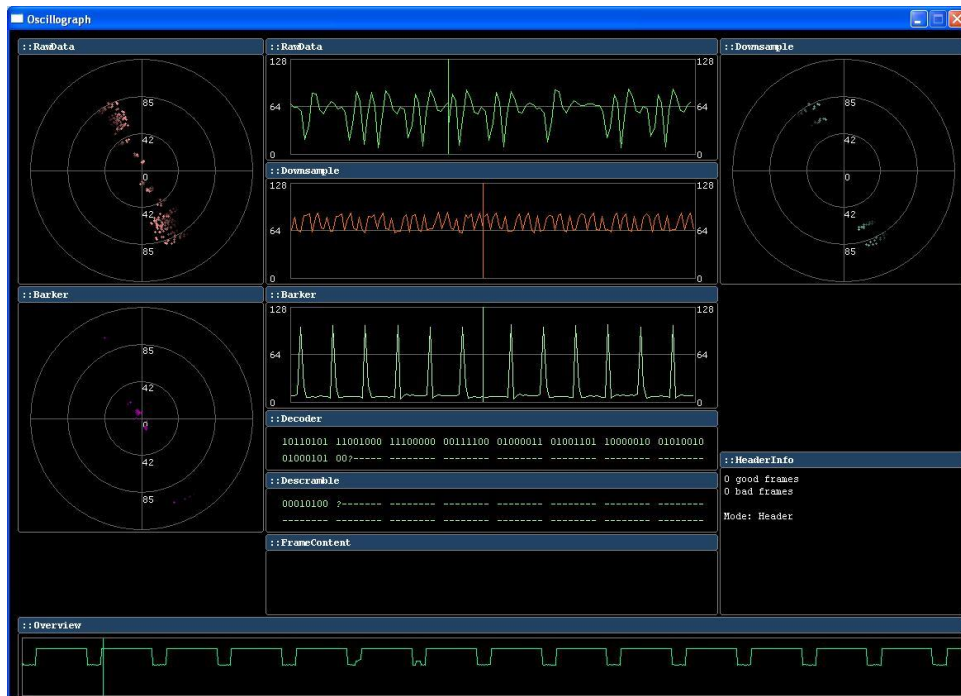 Oscillograph
::RawData
85
42
0
42
85
::RawData
128
64
0
128
64
0
::Downsample
128
64
0
128
64
0
::Downsample
85
42
0
42
85
::Barker
85
42
0
42
85
::Barker
128
64
0
128
64
0
::Decoder
10110101 11001000 11100000 00111100 01000011 01001101 10000010 01010010
01000101 00?----- -------- -------- -------- -------- -------- --------
::Descramble
00010100 ?------- -------- -------- -------- -------- -------- --------
-------- -------- -------- -------- -------- -------- -------- --------
::FrameContent
::HeaderInfo
0 good frames
0 bad frames
Mode: Header
::Overview